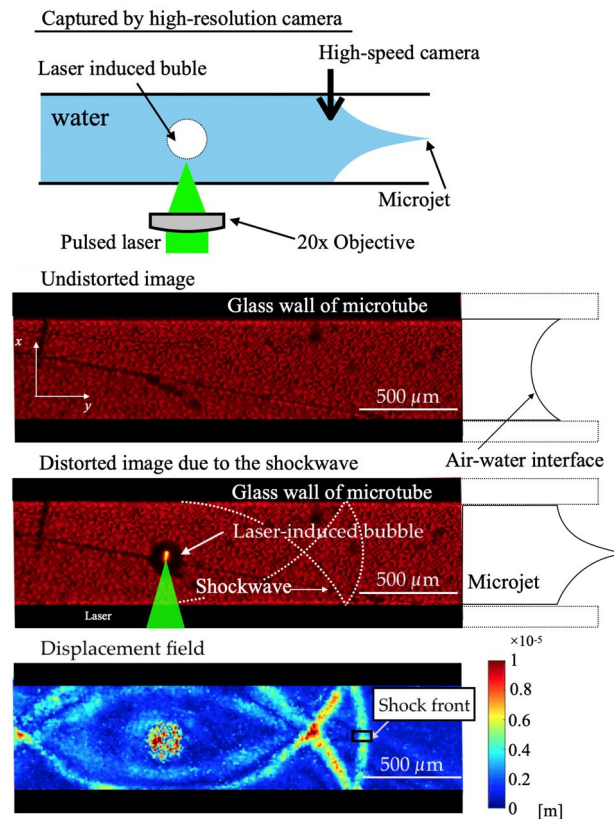 Captured by high-resolution camera
Laser induced buble
High-speed camera
water
Microjet
Pulsed laser
20x Objective
Undistorted image
Glass wall of microtube
x
y
500 µm
Air-water interface
Distorted image due to the shockwave
Glass wall of microtube
Laser-induced bubble
Shockwave
500 µm
Microjet
Laser
Displacement field
×10-5
1
0.8
0.6
0.4
0.2
0
[m]
Shock front
500 µm